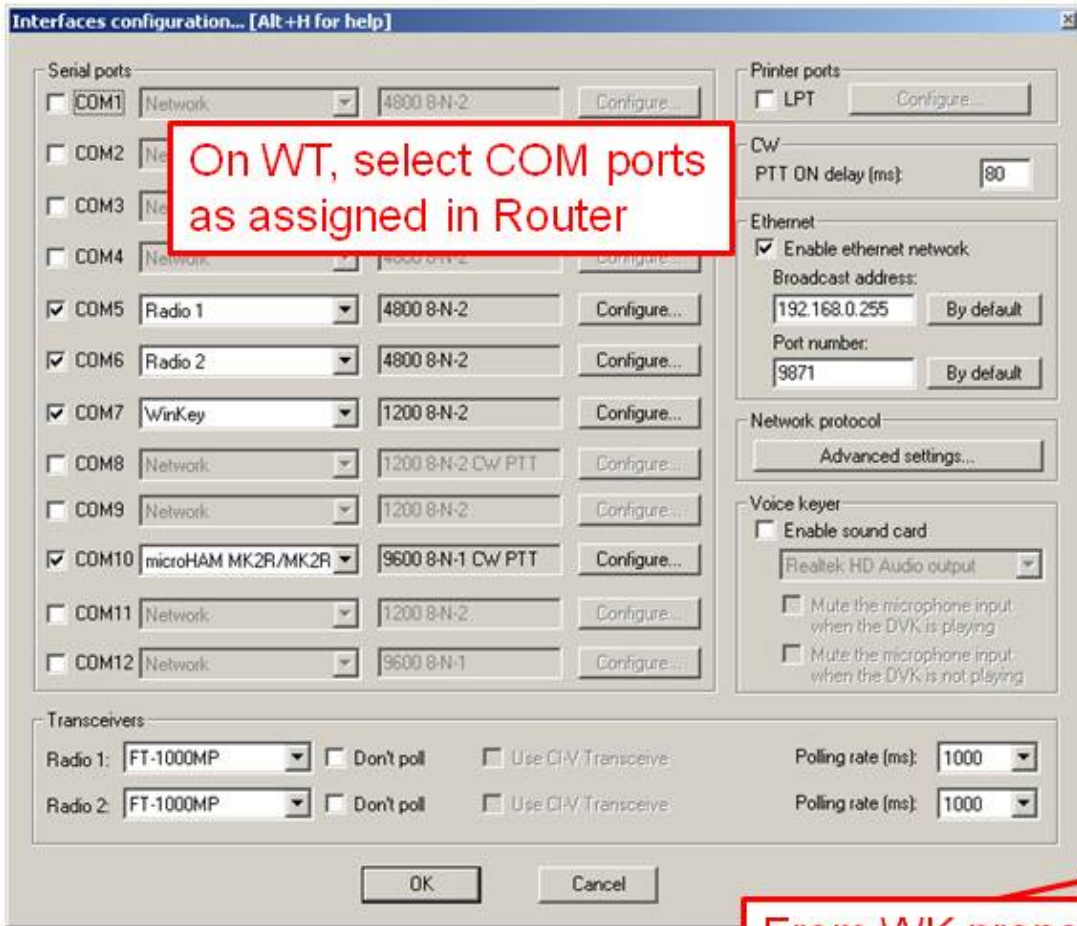 Interfaces configuration... [Alt+H for help]
Serial ports
COM1 Network 4800 8-N-2 Configure...
COM2
COM3
COM4 Network 4800 8-N-2 Configure...
COM5 Radio 1 4800 8-N-2 Configure...
COM6 Radio 2 4800 8-N-2 Configure...
COM7 WinKey 1200 8-N-2 Configure...
COM8 Network 1200 8-N-2 CW PTT Configure...
COM9 Network 1200 8-N-2 Configure...
COM10 microHAM MK2R/MK2R 9600 8-N-1 CW PTT Configure...
COM11 Network 1200 8-N-2 Configure...
COM12 Network 9600 8-N-1 Configure...
On WT, select COM ports
as assigned in Router
Printer ports
LPT Configure...
CW
PTT ON delay (ms): 80
Ethernet
Enable ethernet network
Broadcast address:
192.168.0.255 By default
Port number:
9871 By default
Network protocol
Advanced settings...
Voice keyer
Enable sound card
Realtek HD Audio output
Mute the microphone input
when the DVK is playing
Mute the microphone input
when the DVK is not playing
Transceivers
Radio 1: FT-1000MP Don't poll Use CI-V Transceive Polling rate (ms): 1000
Radio 2: FT-1000MP Don't poll Use CI-V Transceive Polling rate (ms): 1000
OK Cancel
From WK